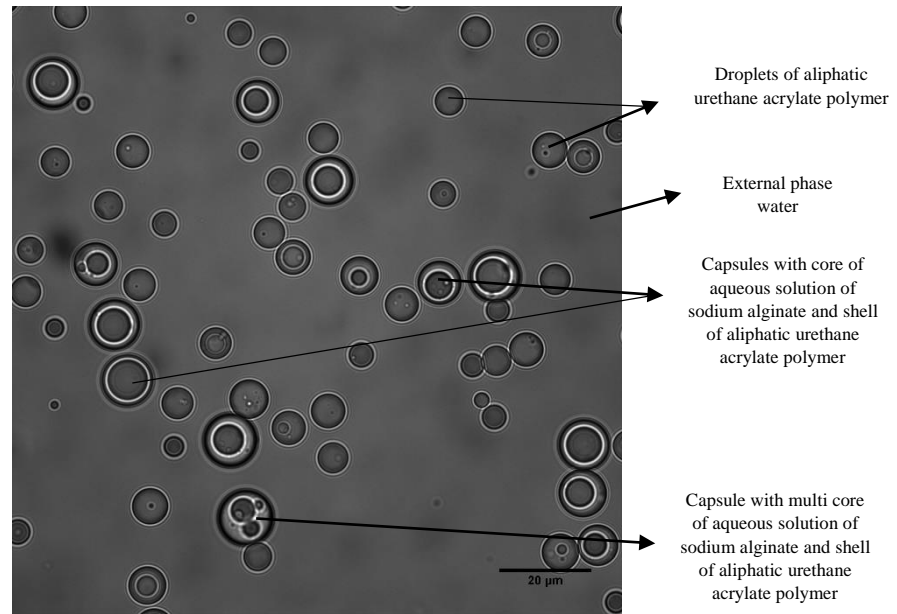 Droplets of aliphatic
urethane acrylate polymer
External phase
water
Capsules with core of
aqueous solution of
sodium alginate and shell
of aliphatic urethane
acrylate polymer
Capsule with multi core
of aqueous solution of
sodium alginate and shell
of aliphatic urethane
acrylate polymer
20 μm